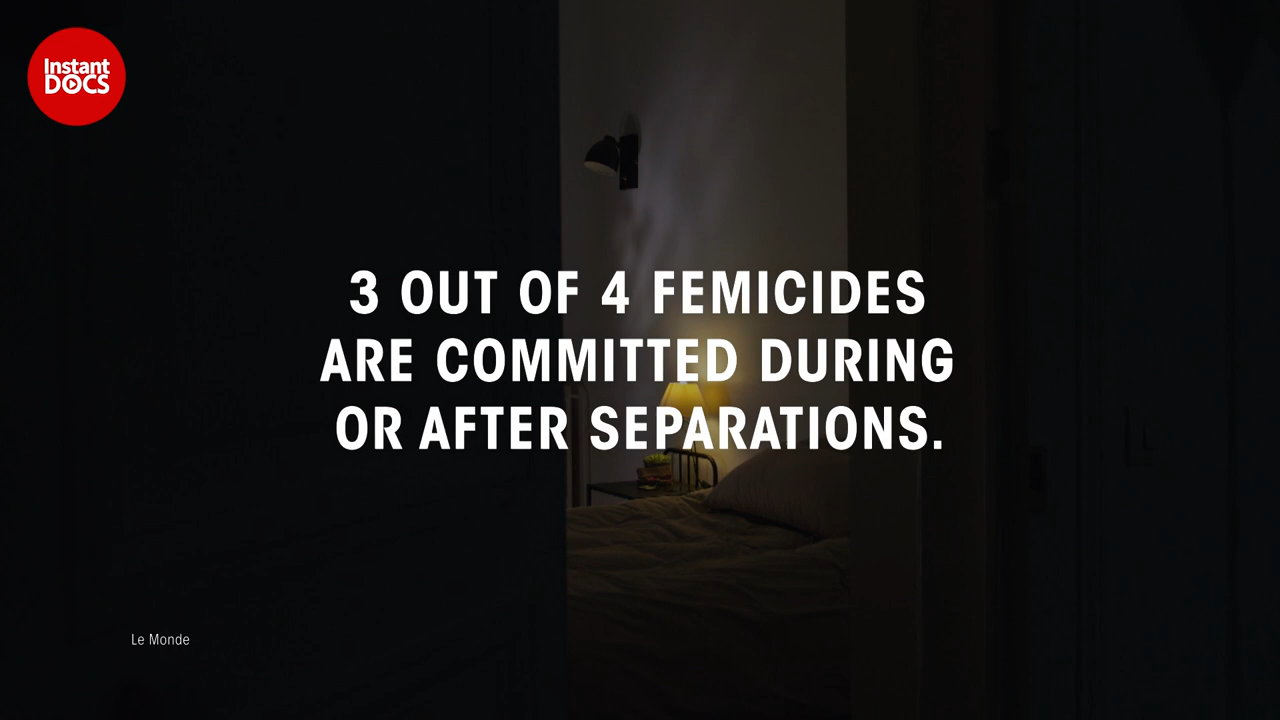 Instant
DOCS
3 OUT OF 4 FEMICIDES
ARE COMMITTED DURING
OR AFTER SEPARATIONS.
Le Monde